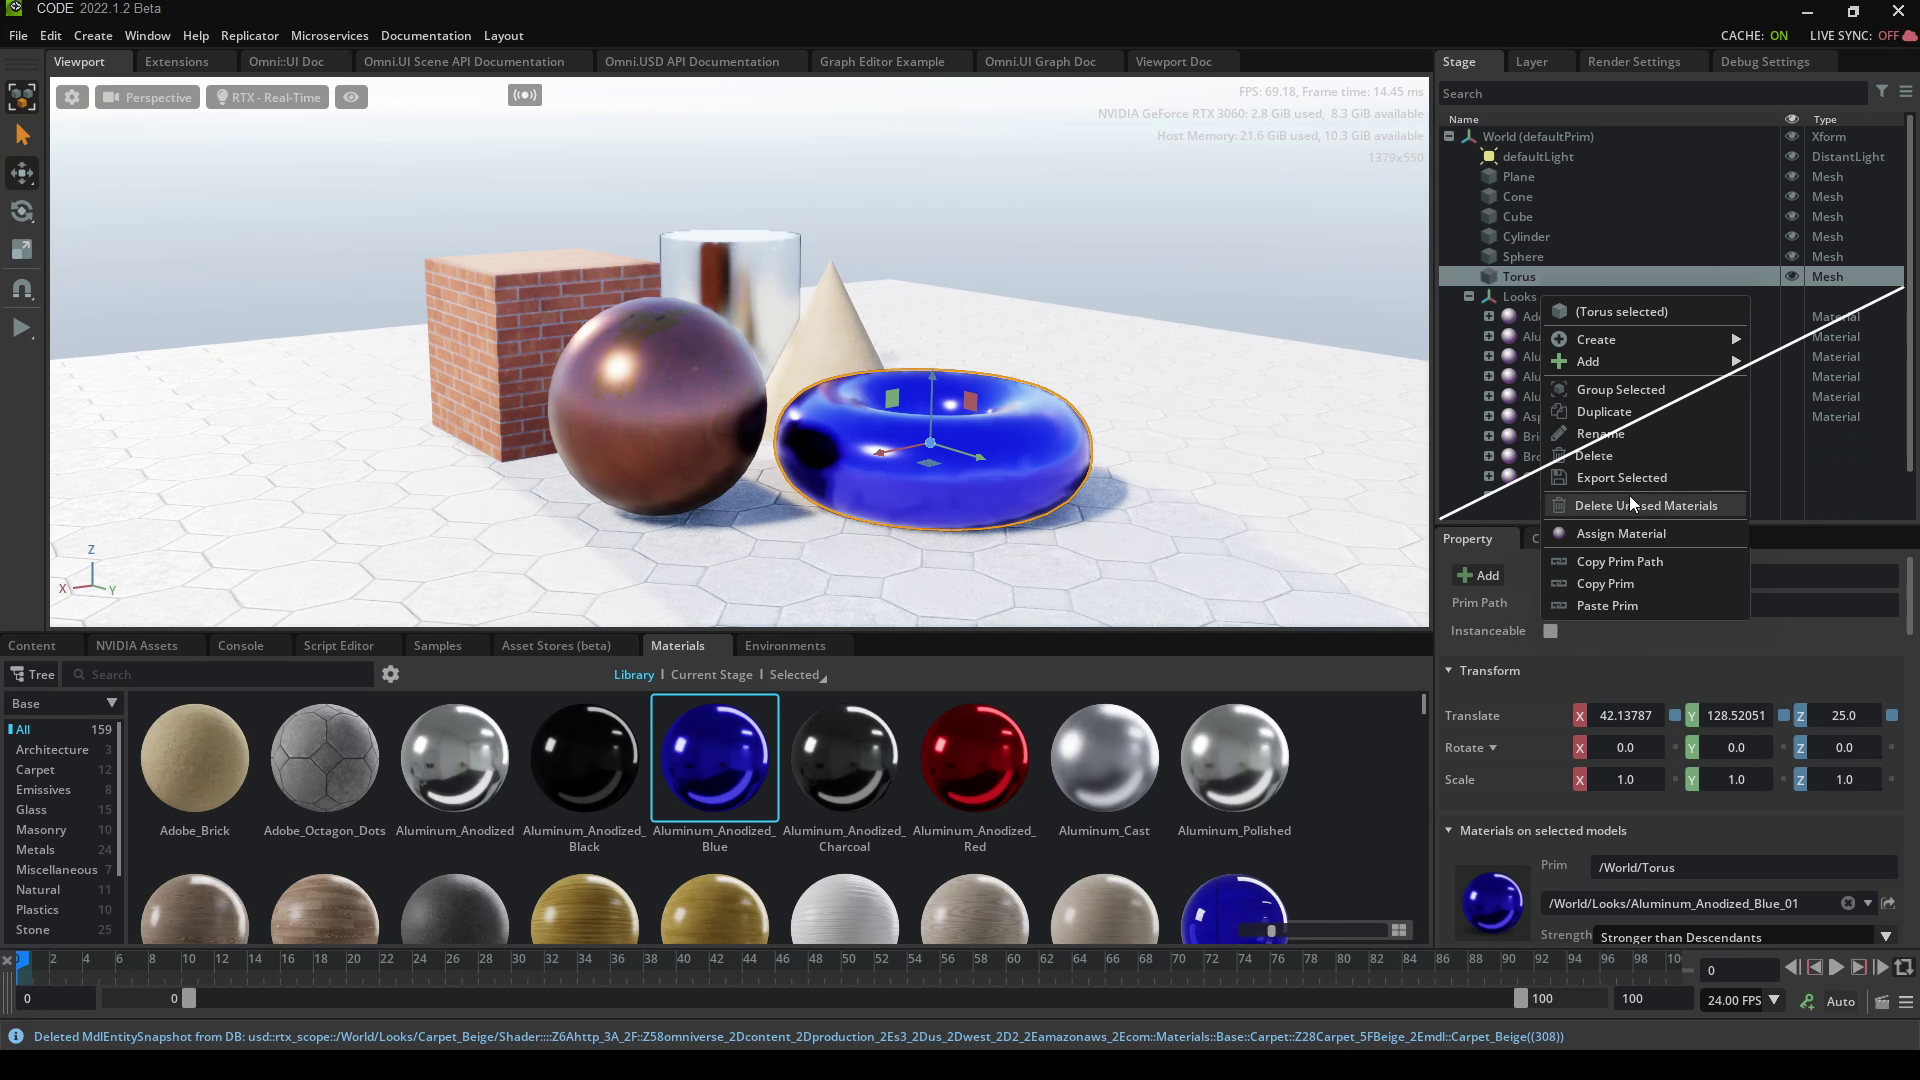 CODE 2022.1.2 Beta
File Edit Create Window Help Replicator Microservices Documentation Layout
CACHE: ON LIVE SYNC: OFF
Viewport Extensions Omni::UI Doc Omni.UI Scene API Documentation Omni.USD API Documentation Graph Editor Example Omni.UI Graph Doc Viewport Doc
Perspective RTX - Real-Time
FPS: 69.18, Frame time: 14.45 ms
NVIDIA GeForce RTX 3060: 2.8 GiB used, 8.3 GiB available
Host Memory: 21.6 GiB used, 10.3 GiB available
1379x550
Z
X
Y
Stage Layer Render Settings Debug Settings
Search
Name Type
World (defaultPrim) Xform
defaultLight DistantLight
Plane Mesh
Cone Mesh
Cube Mesh
Cylinder Mesh
Sphere Mesh
Torus Mesh
Looks
Material
Material
Material
Material
Material
Material
(Torus selected)
Create
Add
Group Selected
Duplicate
Rename
Delete
Export Selected
Delete Unused Materials
Assign Material
Copy Prim Path
Copy Prim
Paste Prim
Property
Add
Prim Path
Instanceable
Transform
Translate X 42.13787 Y 128.52051 Z 25.0
Rotate X 0.0 Y 0.0 Z 0.0
Scale X 1.0 Y 1.0 Z 1.0
Materials on selected models
Prim /World/Torus
/World/Looks/Aluminum_Anodized_Blue_01
Strength Stronger than Descendants
Content NVIDIA Assets Console Script Editor Samples Asset Stores (beta) Materials Environments
Tree Search Library Current Stage Selected
Base
All 159
Architecture 3
Carpet 12
Emissives 8
Glass 15
Masonry 10
Metals 24
Miscellaneous 7
Natural 11
Plastics 10
Stone 25
Adobe_Brick
Adobe_Octagon_Dots
Aluminum_Anodized
Aluminum_Anodized_
Black
Aluminum_Anodized_
Blue
Aluminum_Anodized_
Charcoal
Aluminum_Anodized_
Red
Aluminum_Cast
Aluminum_Polished
2 4 6 8 10 12 14 16 18 20 22 24 26 28 30 32 34 36 38 40 42 44 46 48 50 52 54 56 58 60 62 64 66 68 70 72 74 76 78 80 82 84 86 88 90 92 94 96 98 10
0
0 0 100 100 24.00 FPS Auto
Deleted MdlEntitySnapshot from DB: usd::rtx_scope::/World/Looks/Carpet_Beige/Shader::::Z6Ahttp_3A_2F::Z58omniverse_2Dcontent_2Dproduction_2Es3_2Dus_2Dwest_2D2_2Eamazonaws_2Ecom::Materials::Base::Carpet::Z28Carpet_5FBeige_2Emdl::Carpet_Beige((308))